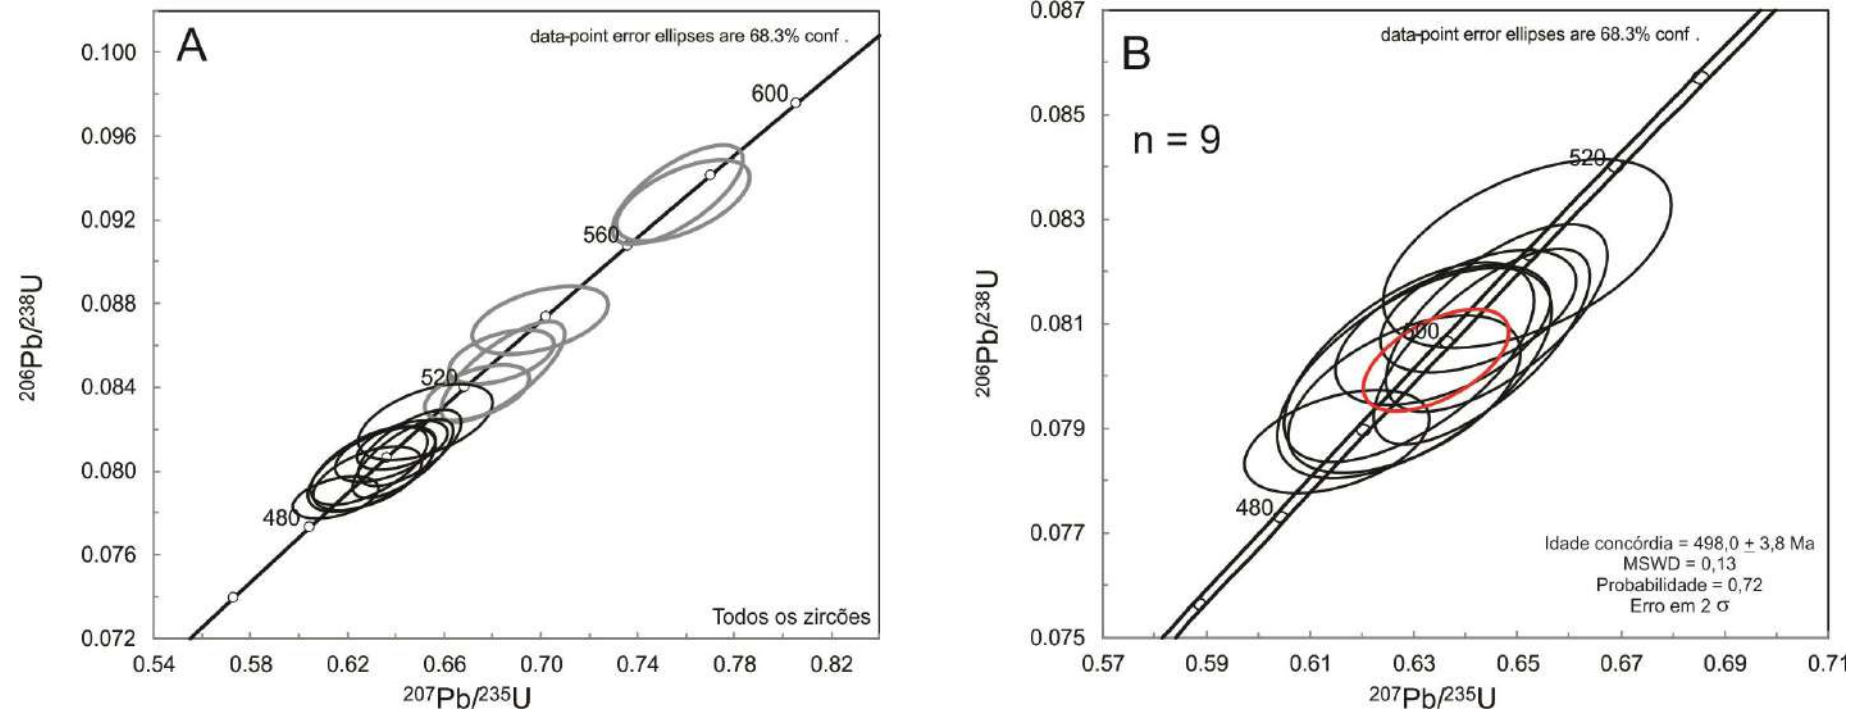 A
data-point error ellipses are 68.3% conf .
0.100
0.096
0.092
0.088
0.084
0.080
0.076
0.072
600
560
520
480
Todos os zircões
0.54 0.58 0.62 0.66 0.70 0.74 0.78 0.82
206Pb/238U
207Pb/235U
B
data-point error ellipses are 68.3% conf .
n = 9
0.087
0.085
0.083
0.081
0.079
0.077
0.075
520
500
480
Idade concórdia = 498,0 ± 3,8 Ma
MSWD = 0,13
Probabilidade = 0,72
Erro em 2 σ
0.57 0.59 0.61 0.63 0.65 0.67 0.69 0.71
206Pb/238U
207Pb/235U